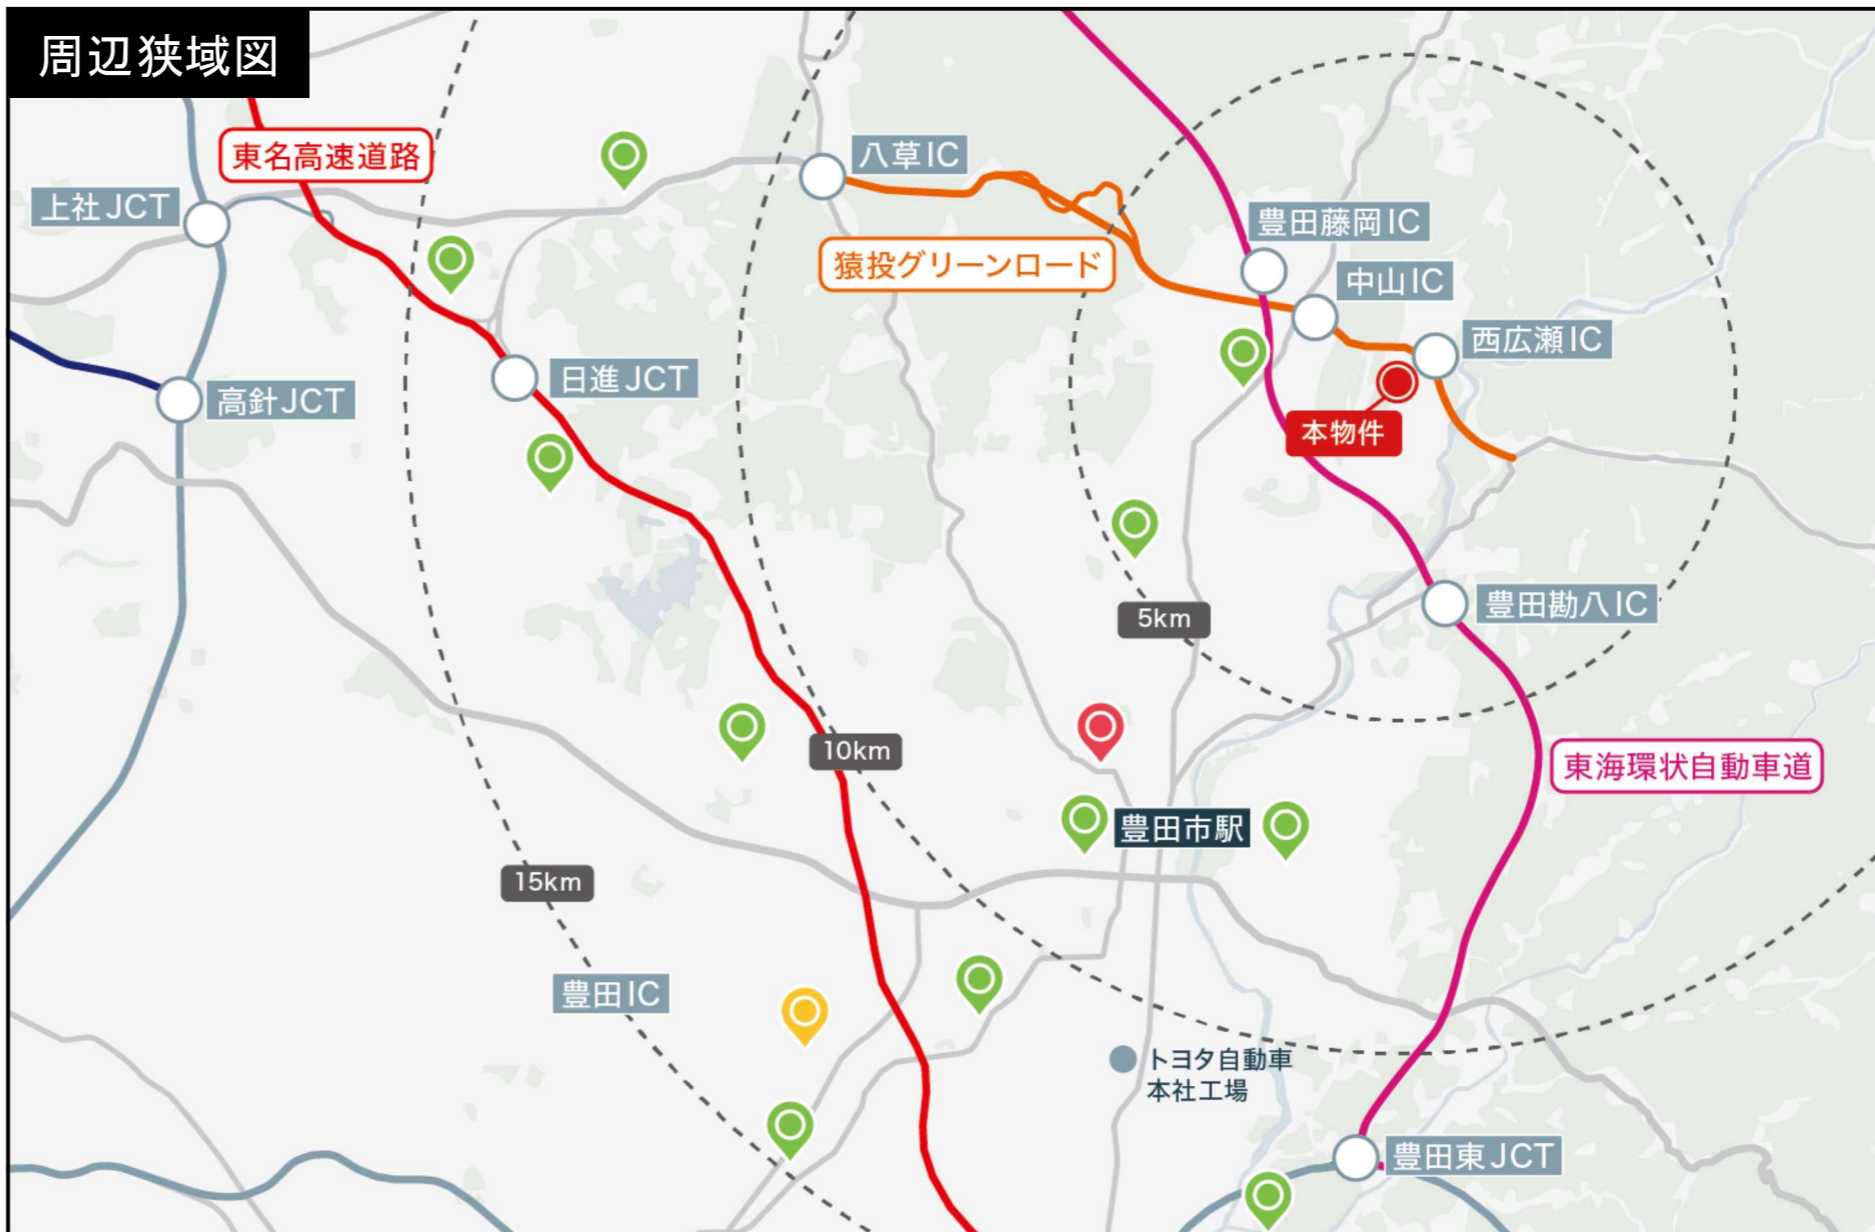 周辺狭域図
東名高速道路
八草IC
上社JCT
豊田藤岡IC
猿投グリーンロード
中山IC
西広瀬IC
日進JCT
高針JCT
本物件
豊田勘八IC
5km
10km
東海環状自動車道
豊田市駅
15km
豊田IC
トヨタ自動車
本社工場
豊田東JCT